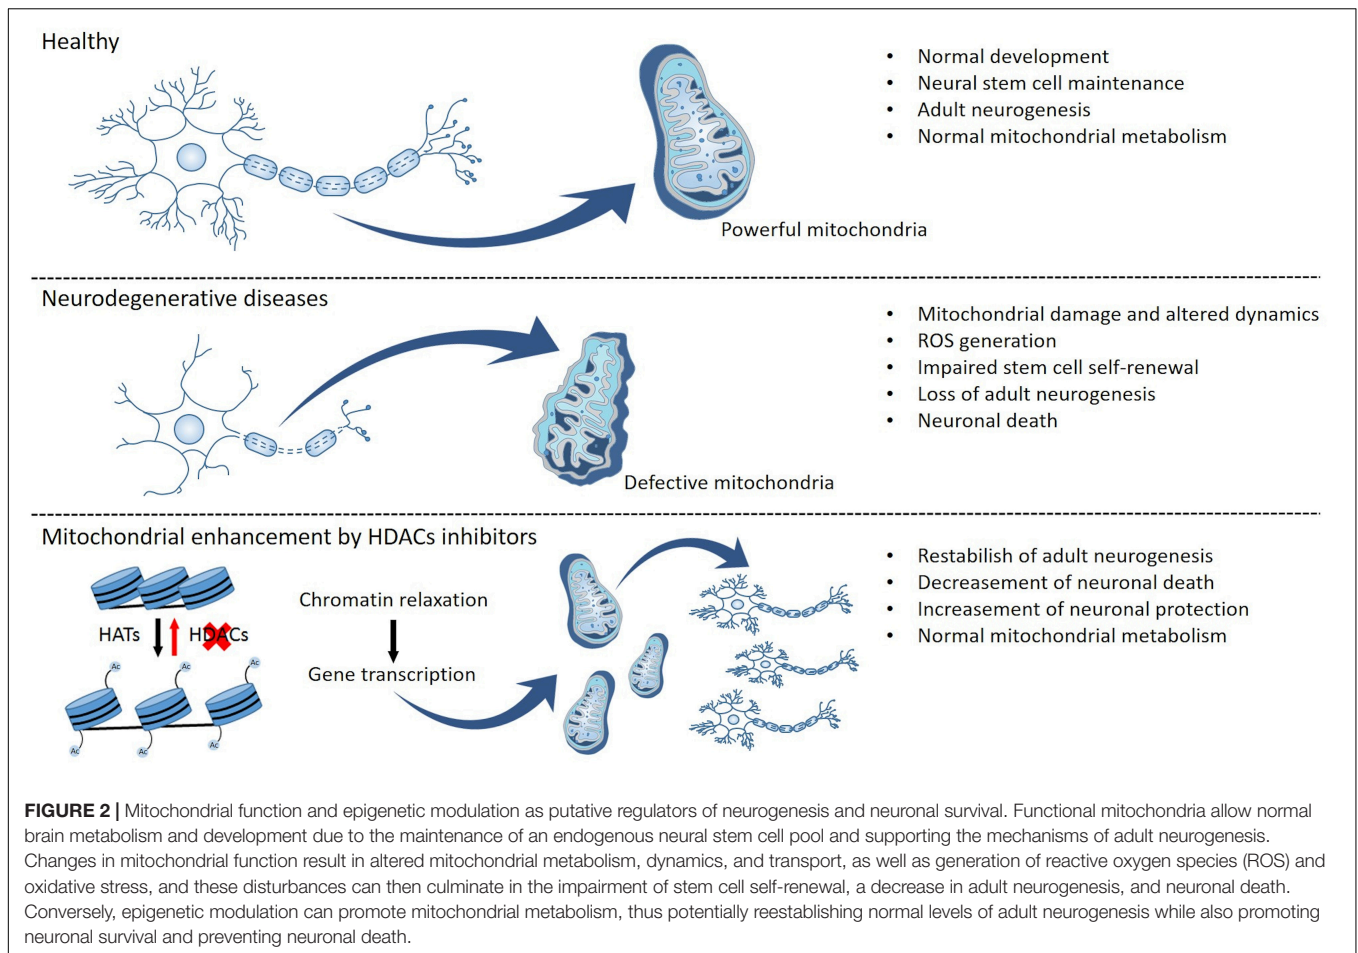 Healthy
• Normal development
• Neural stem cell maintenance
• Adult neurogenesis
• Normal mitochondrial metabolism
Powerful mitochondria
Neurodegenerative diseases
• Mitochondrial damage and altered dynamics
• ROS generation
• Impaired stem cell self-renewal
• Loss of adult neurogenesis
• Neuronal death
Defective mitochondria
Mitochondrial enhancement by HDACs inhibitors
HATs
HDACs
Ac
Ac
Ac
Ac
Ac
Ac
Chromatin relaxation
Gene transcription
• Restabilish of adult neurogenesis
• Decreasement of neuronal death
• Increasement of neuronal protection
• Normal mitochondrial metabolism
FIGURE 2 | Mitochondrial function and epigenetic modulation as putative regulators of neurogenesis and neuronal survival. Functional mitochondria allow normal
brain metabolism and development due to the maintenance of an endogenous neural stem cell pool and supporting the mechanisms of adult neurogenesis.
Changes in mitochondrial function result in altered mitochondrial metabolism, dynamics, and transport, as well as generation of reactive oxygen species (ROS) and
oxidative stress, and these disturbances can then culminate in the impairment of stem cell self-renewal, a decrease in adult neurogenesis, and neuronal death.
Conversely, epigenetic modulation can promote mitochondrial metabolism, thus potentially reestablishing normal levels of adult neurogenesis while also promoting
neuronal survival and preventing neuronal death.